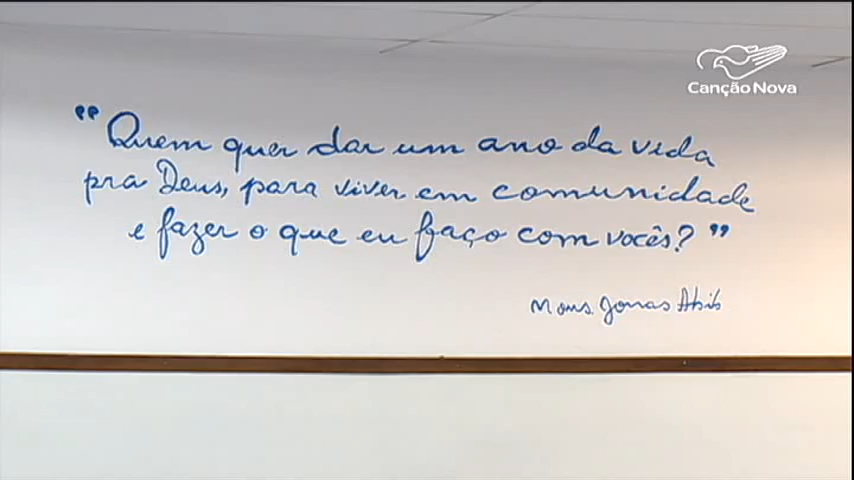 Canção Nova
"Quem quer dar um ano da vida
pra Deus, para viver em comunidade
e fazer o que eu faço com vocês?"
Mons. Jonas Abib